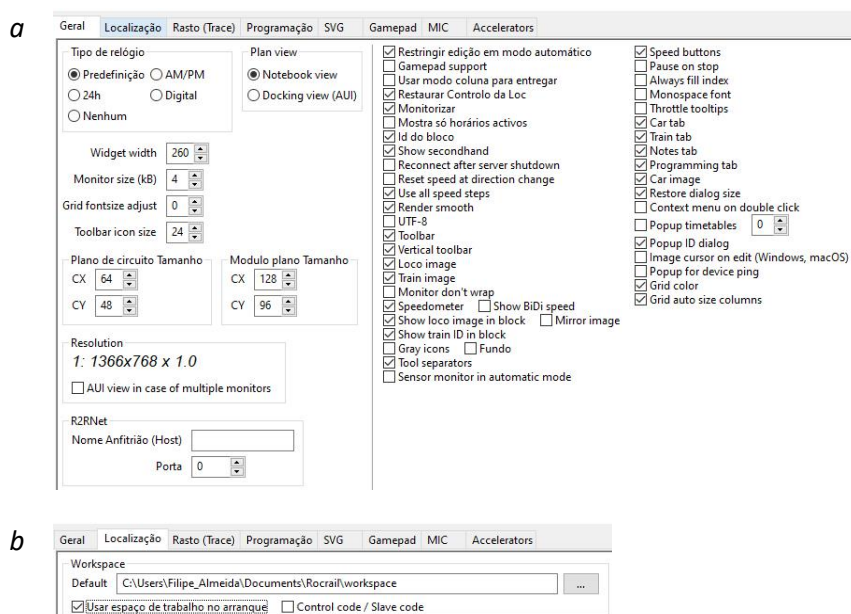 a
Geral Localização Rasto (Trace) Programação SVG Gamepad MIC Accelerators
Tipo de relógio
Predefinição AM/PM
24h Digital
Nenhum
Plan view
Notebook view
Docking view (AUI)
Widget width 260
Monitor size (kB) 4
Grid fontsize adjust 0
Toolbar icon size 24
Plano de circuito Tamanho
CX 64
CY 48
Modulo plano Tamanho
CX 128
CY 96
Resolution
1: 1366x768 x 1.0
AUI view in case of multiple monitors
R2RNet
Nome Anfitrião (Host)
Porta 0
Restringir edição em modo automático
Gamepad support
Usar modo coluna para entregar
Restaurar Controlo da Loc
Monitorizar
Mostra só horários activos
Id do bloco
Show secondhand
Reconnect after server shutdown
Reset speed at direction change
Use all speed steps
Render smooth
UTF-8
Toolbar
Vertical toolbar
Loco image
Train image
Monitor don't wrap
Speedometer Show BiDi speed
Show loco image in block Mirror image
Show train ID in block
Gray icons Fundo
Tool separators
Sensor monitor in automatic mode
Speed buttons
Pause on stop
Always fill index
Monospace font
Throttle tooltips
Car tab
Train tab
Notes tab
Programming tab
Car image
Restore dialog size
Context menu on double click
Popup timetables 0
Popup ID dialog
Image cursor on edit (Windows, macOS)
Popup for device ping
Grid color
Grid auto size columns
b
Geral Localização Rasto (Trace) Programação SVG Gamepad MIC Accelerators
Workspace
Default C:\Users\Filipe_Almeida\Documents\Rocrail\workspace ...
Usar espaço de trabalho no arranque Control code / Slave code